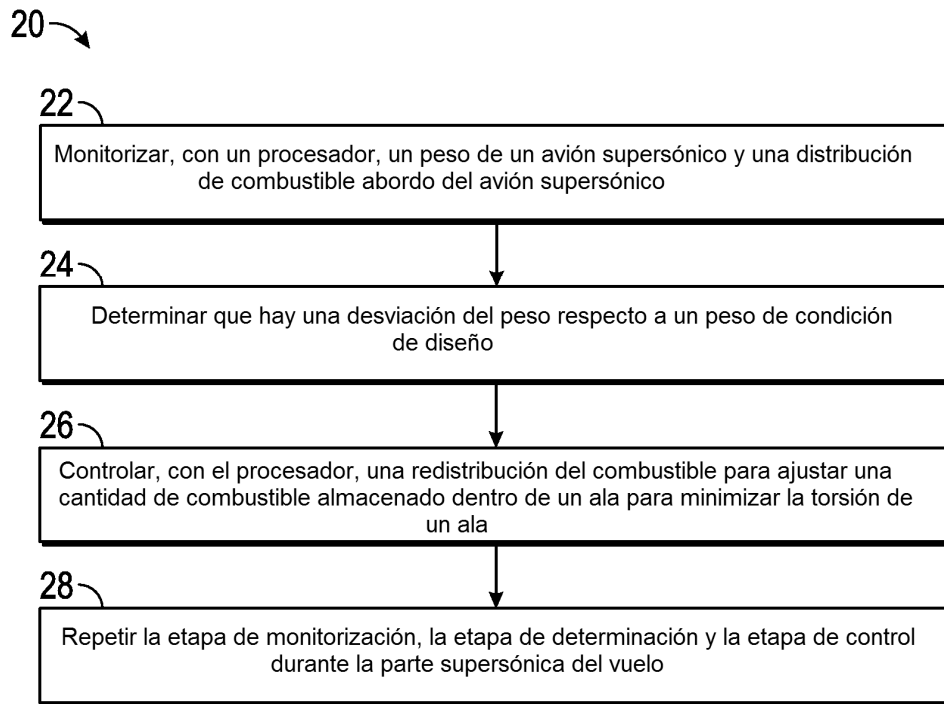 20
22
Monitorizar, con un procesador, un peso de un avión supersónico y una distribución
de combustible abordo del avión supersónico
24
Determinar que hay una desviación del peso respecto a un peso de condición
de diseño
26
Controlar, con el procesador, una redistribución del combustible para ajustar una
cantidad de combustible almacenado dentro de un ala para minimizar la torsión de
un ala
28
Repetir la etapa de monitorización, la etapa de determinación y la etapa de control
durante la parte supersónica del vuelo